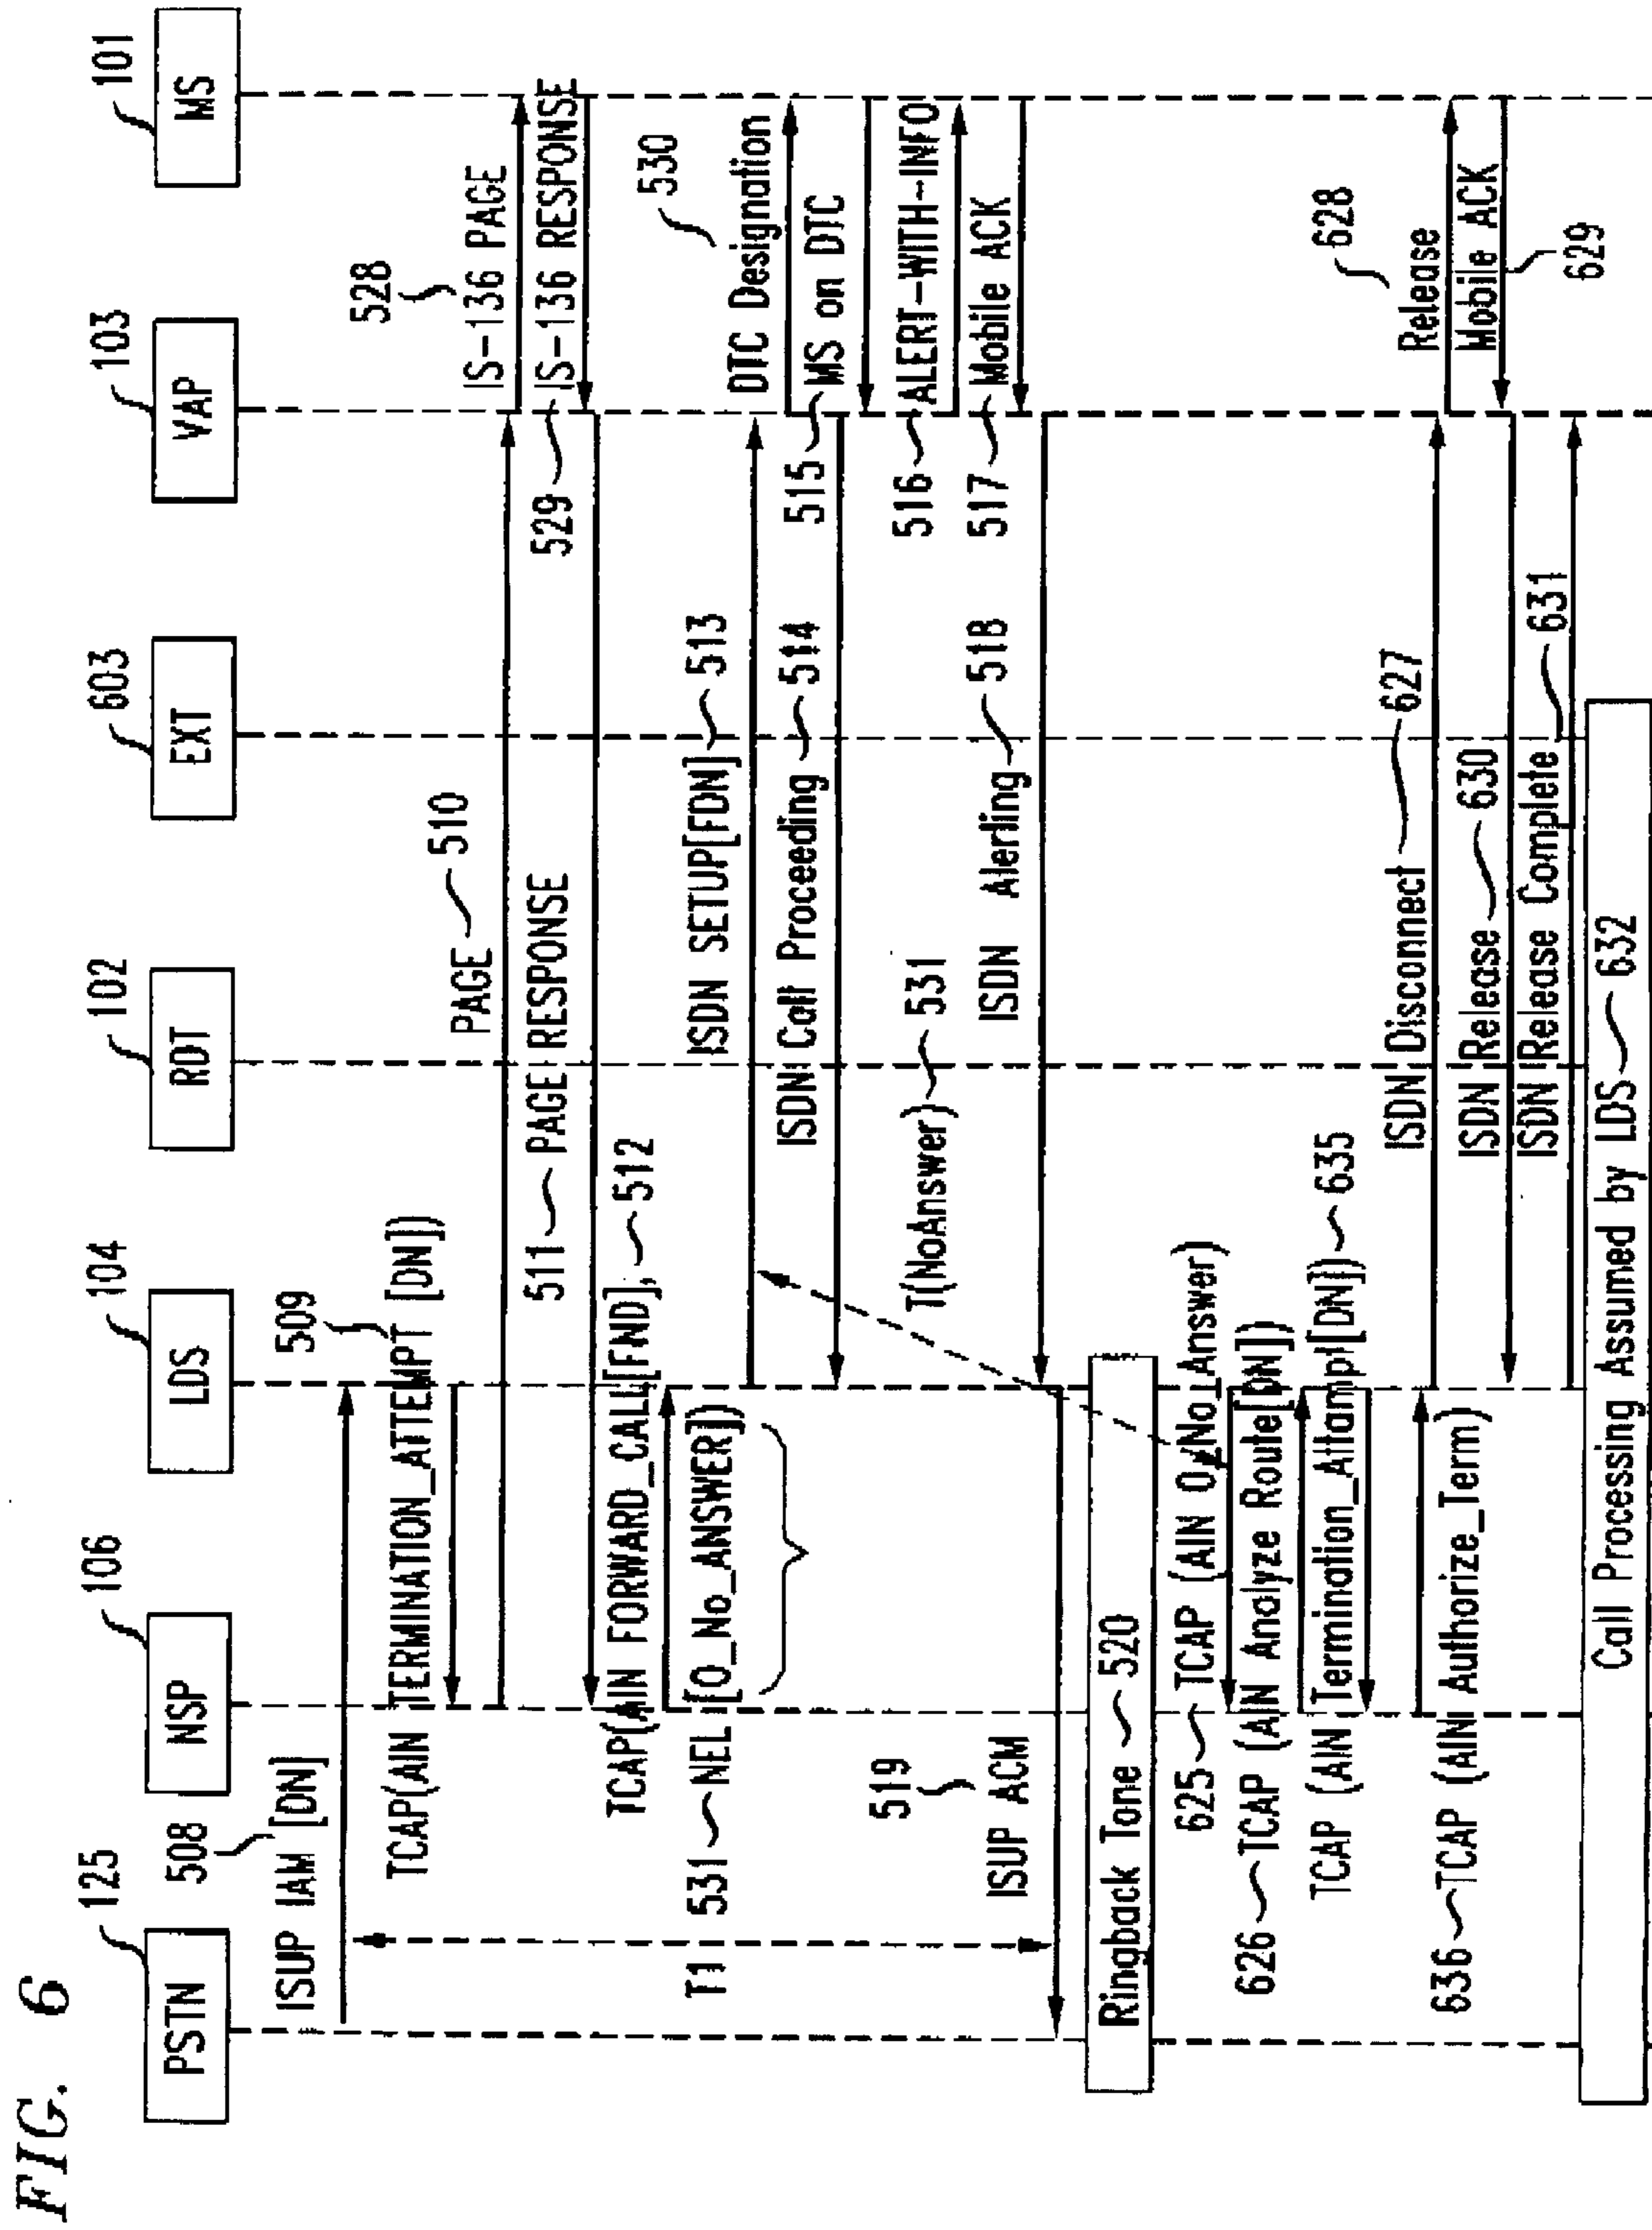 FIG. 6
125
PSTN
106
NSP
104
LDS
102
RDT
603
EXT
103
VAP
101
MS
508
ISUP IAM [DN]
509
TCAP(AIN TERMINATION_ATTEMPT [DN])
PAGE 510
528
IS-136 PAGE
529 IS-136 RESPONSE
511 PAGE RESPONSE
TCAP(AIN FORWARD_CALL[FND], 512
531 NEL [O_No_ANSWER])
T1
ISDN SETUP[FDN] 513
530
DTC Designation
ISDN Call Proceeding 514
515 MS on DTC
516 ALERT-WITH-INFO
T(NoAnswer) 531
517 Mobile ACK
ISDN Alerting 518
519
ISUP ACM
Ringback Tone 520
625 TCAP (AIN O_No_Answer)
626 TCAP (AIN Analyze Route[DN])
TCAP (AIN Termination_Attampt[DN]) 635
ISDN Disconnect 627
628
Release
636 TCAP (AIN Authorize_Term)
Mobile ACK
629
ISDN Release 630
ISDN Release Complete 631
Call Processing Assumed by LDS 632